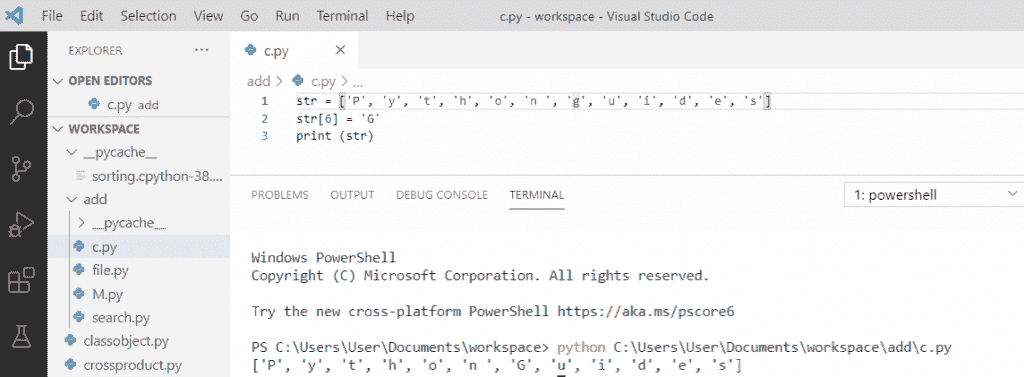 File Edit Selection View Go Run Terminal Help c.py - workspace - Visual Studio Code
EXPLORER ...
OPEN EDITORS
c.py add
WORKSPACE
__pycache__
sorting.cpython-38....
add
__pycache__
c.py
file.py
M.py
search.py
classobject.py
crossproduct.py
c.py
add > c.py > ...
1 str = ['P', 'y', 't', 'h', 'o', 'n ', 'g', 'u', 'i', 'd', 'e', 's']
2 str[6] = 'G'
3 print (str)
PROBLEMS OUTPUT DEBUG CONSOLE TERMINAL 1: powershell
Windows PowerShell
Copyright (C) Microsoft Corporation. All rights reserved.
Try the new cross-platform PowerShell https://aka.ms/pscore6
PS C:\Users\User\Documents\workspace> python C:\Users\User\Documents\workspace\add\c.py
['P', 'y', 't', 'h', 'o', 'n ', 'G', 'u', 'i', 'd', 'e', 's']